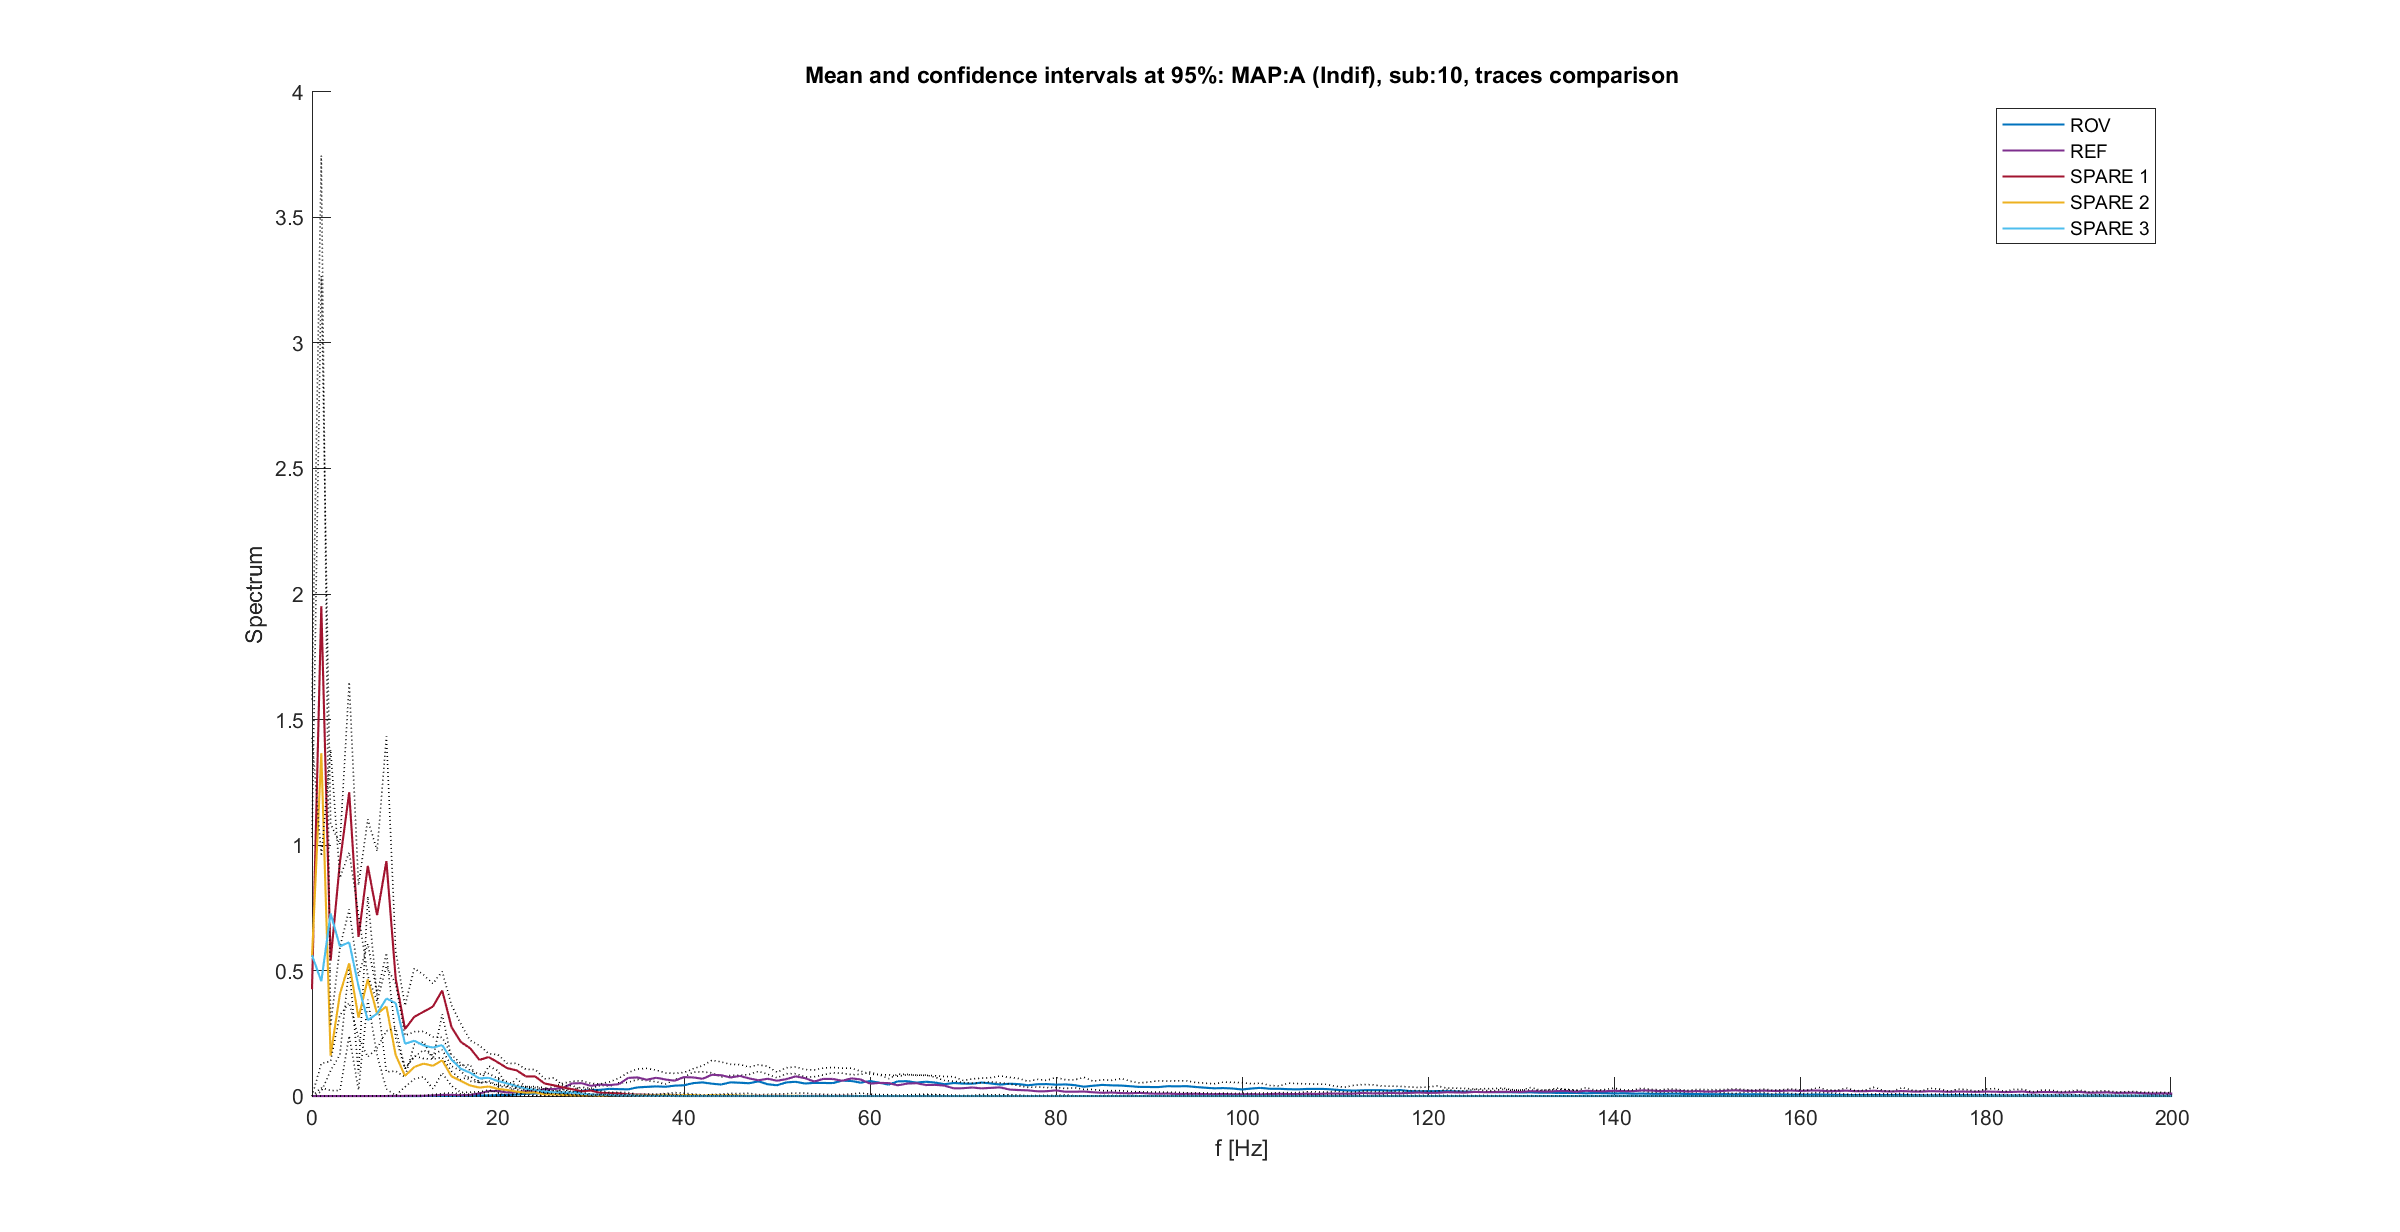 Mean and confidence intervals at 95%: MAP:A (Indif), sub:10, traces comparison
4
3.5
3
2.5
2
1.5
1
0.5
0
Spectrum
ROV
REF
SPARE 1
SPARE 2
SPARE 3
0 20 40 60 80 100 120 140 160 180 200
f [Hz]